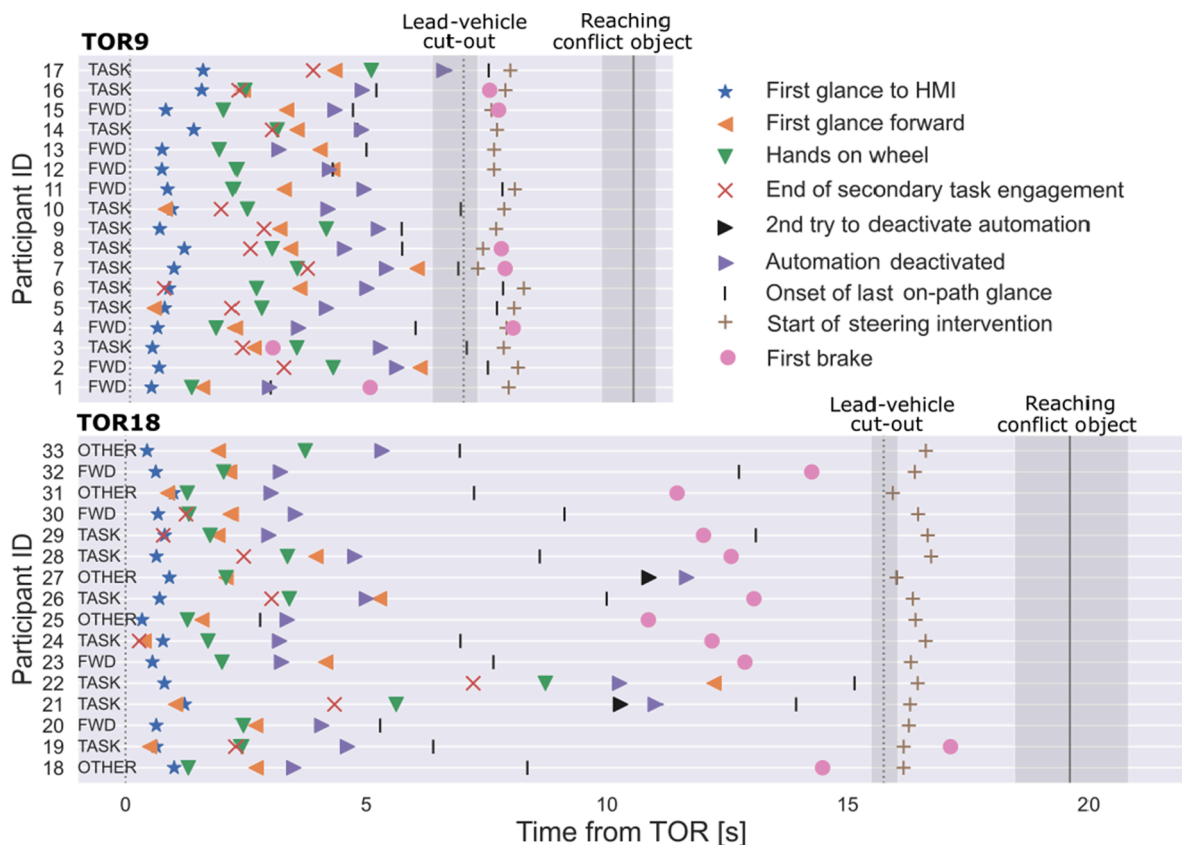 Lead-vehicle
cut-out
Reaching
conflict object
TOR9
Participant ID
17 TASK
16 TASK
15 FWD
14 TASK
13 FWD
12 FWD
11 FWD
10 TASK
9 TASK
8 TASK
7 TASK
6 TASK
5 TASK
4 FWD
3 TASK
2 FWD
1 FWD
First glance to HMI
First glance forward
Hands on wheel
End of secondary task engagement
2nd try to deactivate automation
Automation deactivated
Onset of last on-path glance
Start of steering intervention
First brake
TOR18
Lead-vehicle
cut-out
Reaching
conflict object
Participant ID
33 OTHER
32 FWD
31 OTHER
30 FWD
29 TASK
28 TASK
27 OTHER
26 TASK
25 OTHER
24 TASK
23 FWD
22 TASK
21 TASK
20 FWD
19 TASK
18 OTHER
0 5 10 15 20
Time from TOR [s]